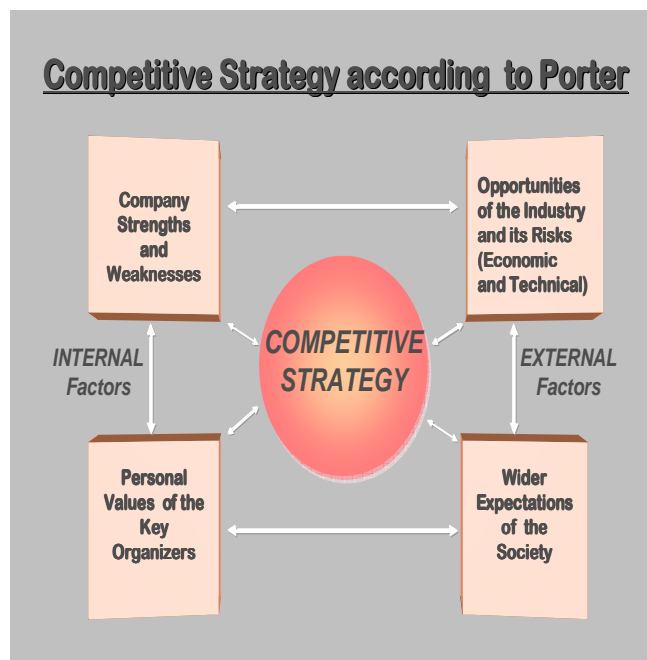 Competitive Strategy according to Porter
Company
Strengths
and
Weaknesses
Opportunities
of the Industry
and its Risks
(Economic
and Technical)
COMPETITIVE
STRATEGY
INTERNAL
Factors
EXTERNAL
Factors
Personal
Values of the
Key
Organizers
Wider
Expectations
of the
Society